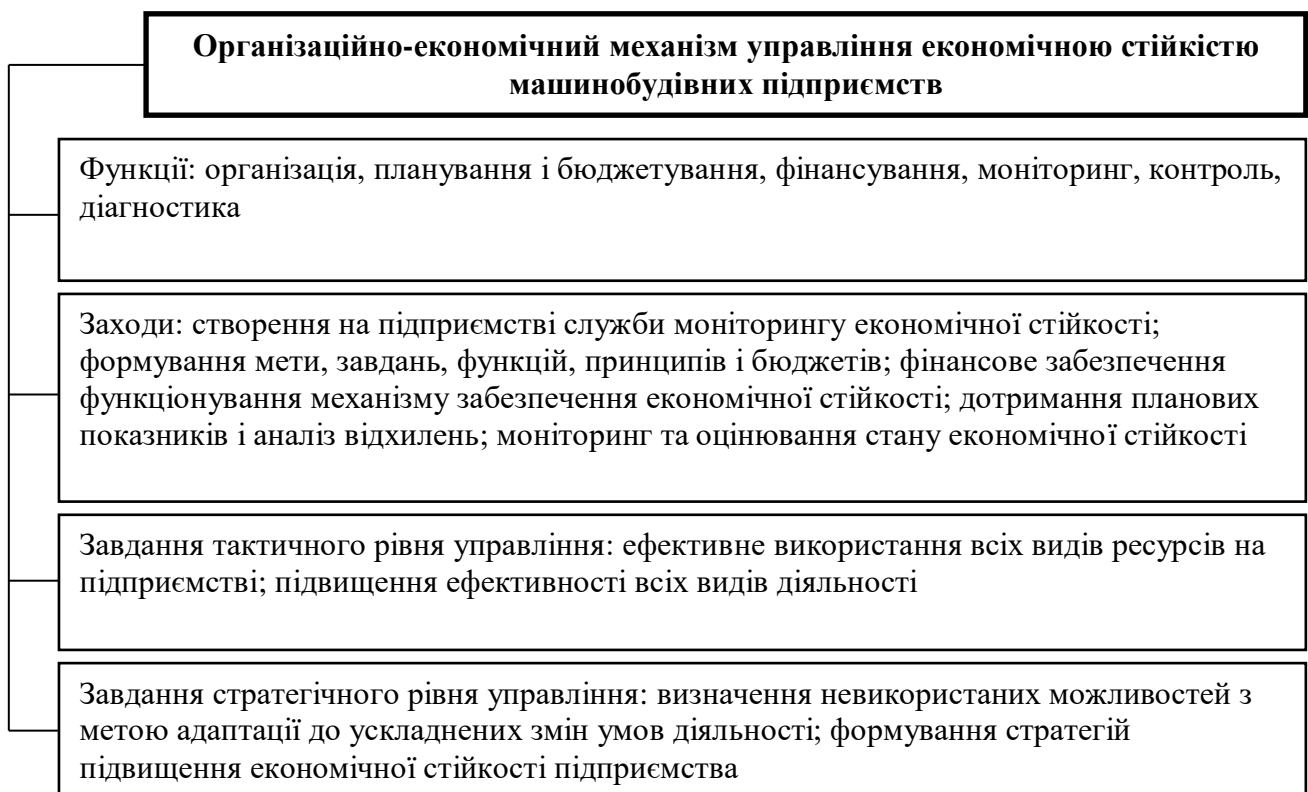 Організаційно-економічний механізм управління економічною стійкістю
машинобудівних підприємств
Функції: організація, планування і бюджетування, фінансування, моніторинг, контроль,
діагностика
Заходи: створення на підприємстві служби моніторингу економічної стійкості;
формування мети, завдань, функцій, принципів і бюджетів; фінансове забезпечення
функціонування механізму забезпечення економічної стійкості; дотримання планових
показників і аналіз відхилень; моніторинг та оцінювання стану економічної стійкості
Завдання тактичного рівня управління: ефективне використання всіх видів ресурсів на
підприємстві; підвищення ефективності всіх видів діяльності
Завдання стратегічного рівня управління: визначення невикористаних можливостей з
метою адаптації до ускладнених змін умов діяльності; формування стратегій
підвищення економічної стійкості підприємства